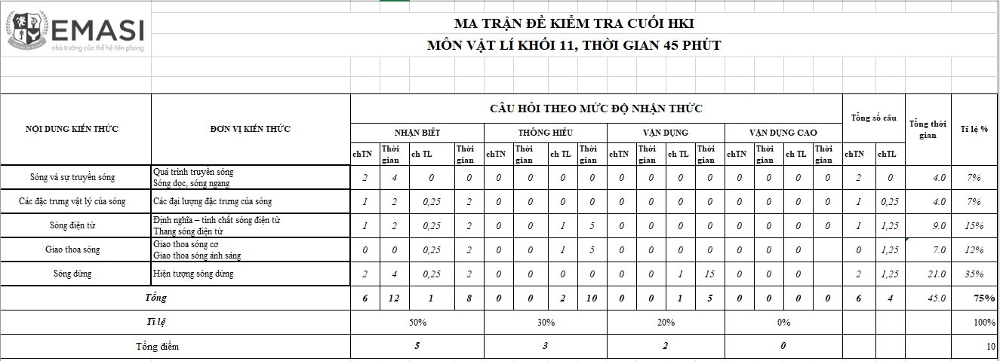 EMASI
nhà trường của thế hệ tiên phong
MA TRẬN ĐỀ KIỂM TRA CUỐI HKI
MÔN VẬT LÍ KHỐI 11, THỜI GIAN 45 PHÚT
NỘI DUNG KIẾN THỨC ĐƠN VỊ KIẾN THỨC CÂU HỎI THEO MỨC ĐỘ NHẬN THỨC Tổng số câu Tổng thời gian Tỉ lệ %
NHẬN BIẾT THÔNG HIỂU VẬN DỤNG VẬN DỤNG CAO
chTN Thời gian ch TL Thời gian chTN Thời gian ch TL Thời gian chTN Thời gian ch TL Thời gian chTN Thời gian ch TL Thời gian chTN chTL
Sóng và sự truyền sóng Quá trình truyền sóng 2 4 0 0 0 0 0 0 0 0 0 0 0 0 0 0 2 0 4.0 7%
Sóng dọc, sóng ngang
Các đặc trưng vật lý của sóng Các đại lượng đặc trưng của sóng 1 2 0,25 2 0 0 0 0 0 0 0 0 0 0 0 0 1 0,25 4.0 7%
Sóng điện từ Định nghĩa – tính chất sóng điện từ 1 2 0,25 2 0 0 1 5 0 0 0 0 0 0 0 0 1 1,25 9.0 15%
Thang sóng điện từ
Giao thoa sóng Giao thoa sóng cơ 0 0 0,25 2 0 0 1 5 0 0 0 0 0 0 0 0 1,25 7.0 12%
Giao thoa sóng ánh sáng
Sóng dừng Hiện tượng sóng dừng 2 4 0,25 2 0 0 0 0 0 0 1 15 0 0 0 2 1,25 21.0 35%
Tổng 6 12 1 8 0 0 2 10 0 0 1 5 0 0 0 0 6 4 45.0 75%
Tỉ lệ 50% 30% 20% 0% 100%
Tổng điểm 5 3 2 0 10